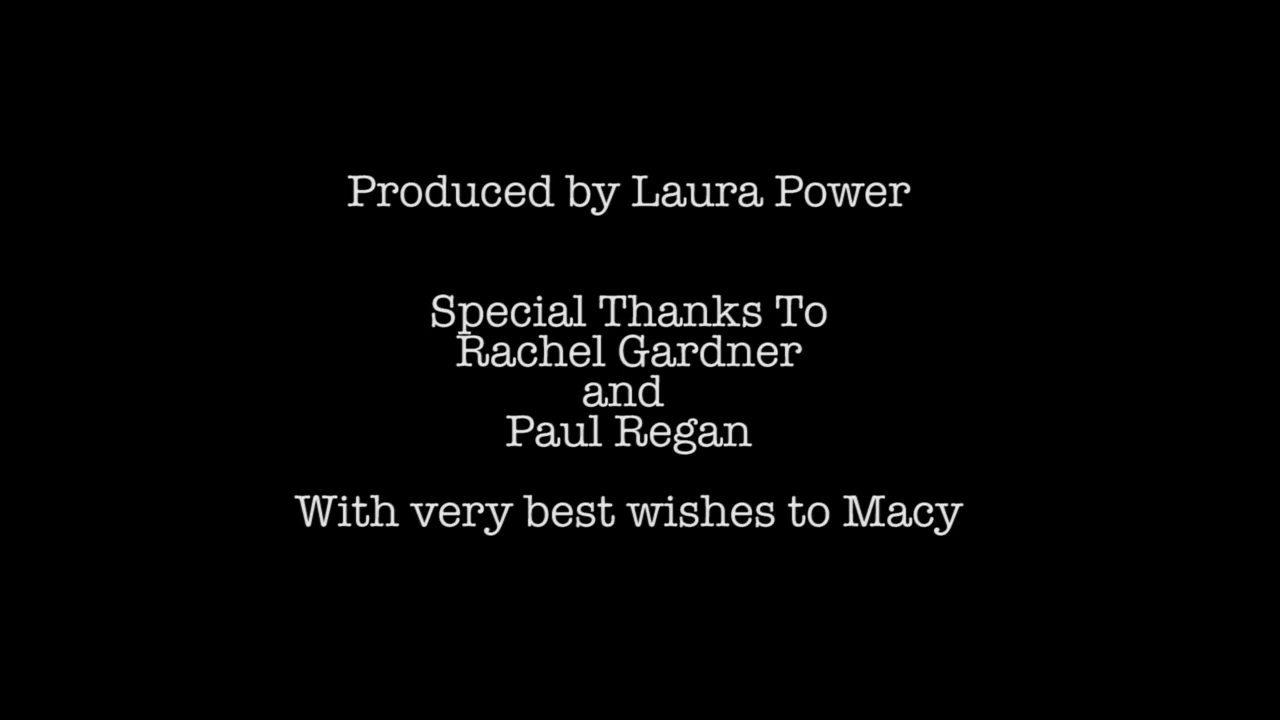 Produced by Laura Power
Special Thanks To
Rachel Gardner
and
Paul Regan
With very best wishes to Macy